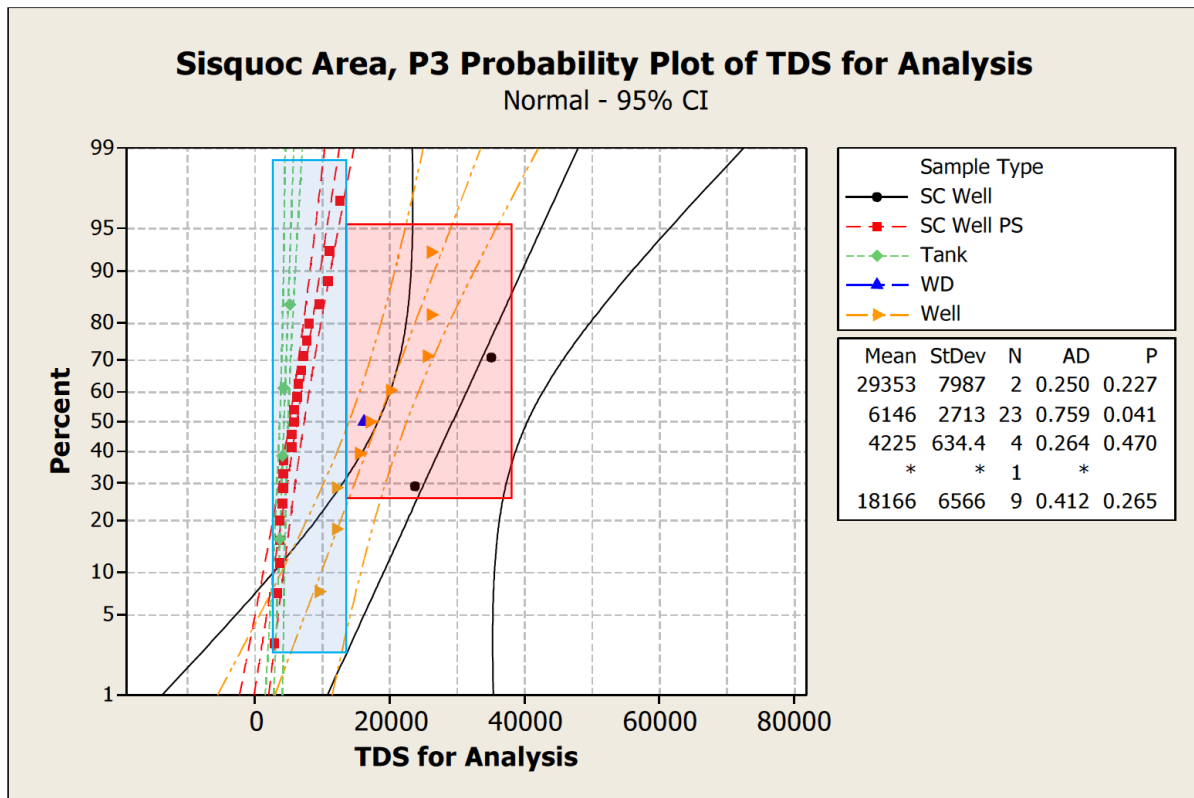 Sisquoc Area, P3 Probability Plot of TDS for Analysis
Normal - 95% CI
Percent
99
95
90
80
70
60
50
40
30
20
10
5
1
0 20000 40000 60000 80000
TDS for Analysis
Sample Type
SC Well
SC Well PS
Tank
WD
Well
Mean StDev N AD P
29353 7987 2 0.250 0.227
6146 2713 23 0.759 0.041
4225 634.4 4 0.264 0.470
* * 1 *
18166 6566 9 0.412 0.265